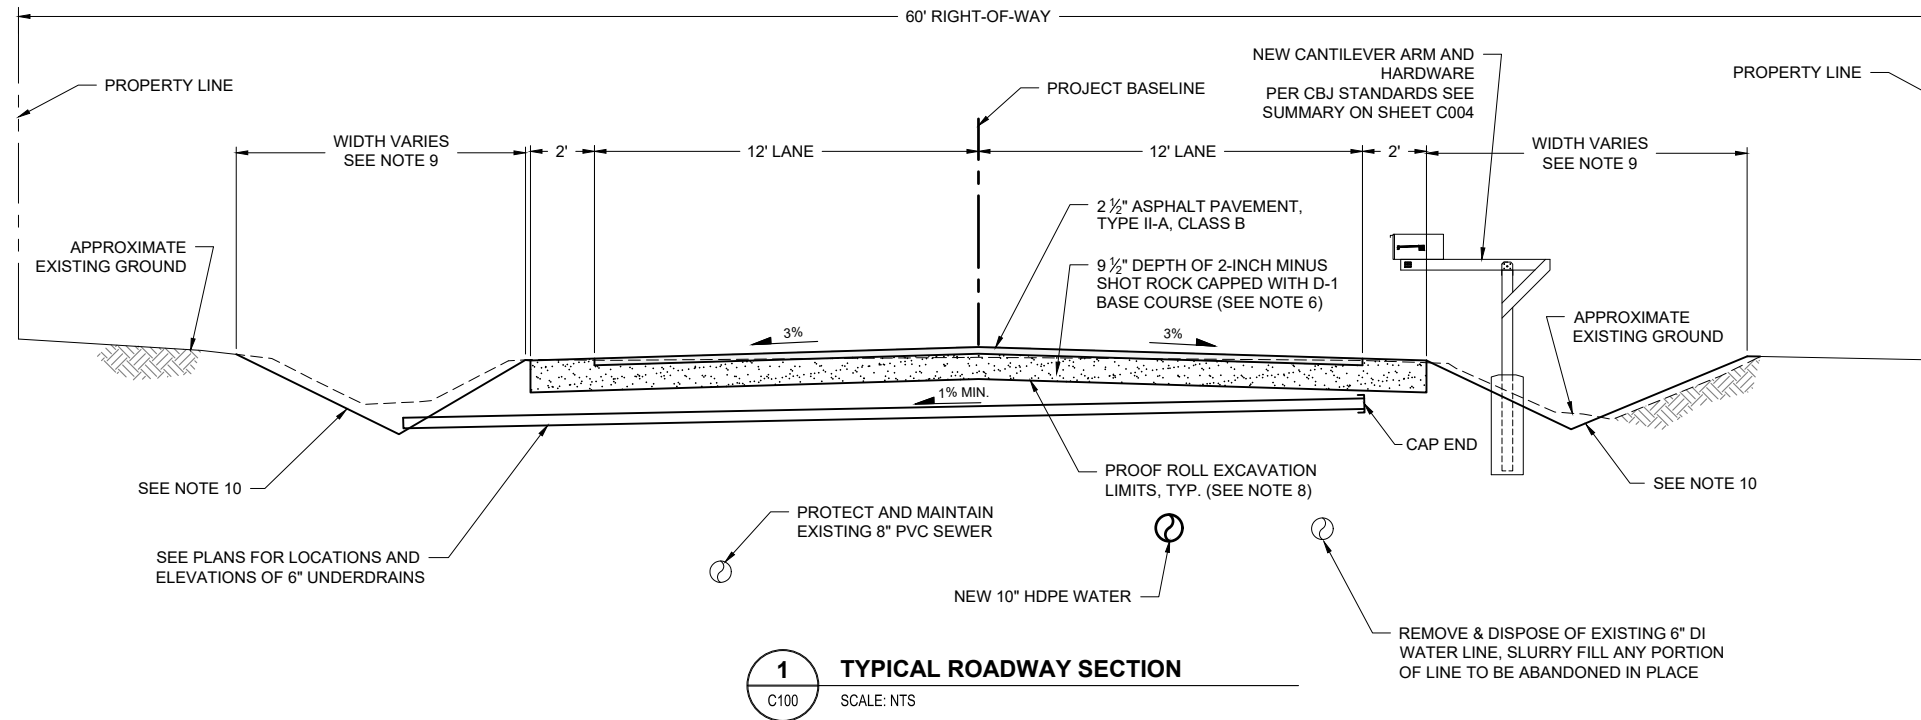 60' RIGHT-OF-WAY
PROPERTY LINE
PROJECT BASELINE
NEW CANTILEVER ARM AND
HARDWARE
PER CBJ STANDARDS SEE
SUMMARY ON SHEET C004
PROPERTY LINE
WIDTH VARIES
SEE NOTE 9
2'
12' LANE
12' LANE
2'
WIDTH VARIES
SEE NOTE 9
2 ½" ASPHALT PAVEMENT,
TYPE II-A, CLASS B
APPROXIMATE
EXISTING GROUND
9 ½" DEPTH OF 2-INCH MINUS
SHOT ROCK CAPPED WITH D-1
BASE COURSE (SEE NOTE 6)
APPROXIMATE
EXISTING GROUND
3%
3%
1% MIN.
CAP END
SEE NOTE 10
PROOF ROLL EXCAVATION
LIMITS, TYP. (SEE NOTE 8)
SEE NOTE 10
PROTECT AND MAINTAIN
EXISTING 8" PVC SEWER
SEE PLANS FOR LOCATIONS AND
ELEVATIONS OF 6" UNDERDRAINS
NEW 10" HDPE WATER
REMOVE & DISPOSE OF EXISTING 6" DI
WATER LINE, SLURRY FILL ANY PORTION
OF LINE TO BE ABANDONED IN PLACE
1
C100
TYPICAL ROADWAY SECTION
SCALE: NTS